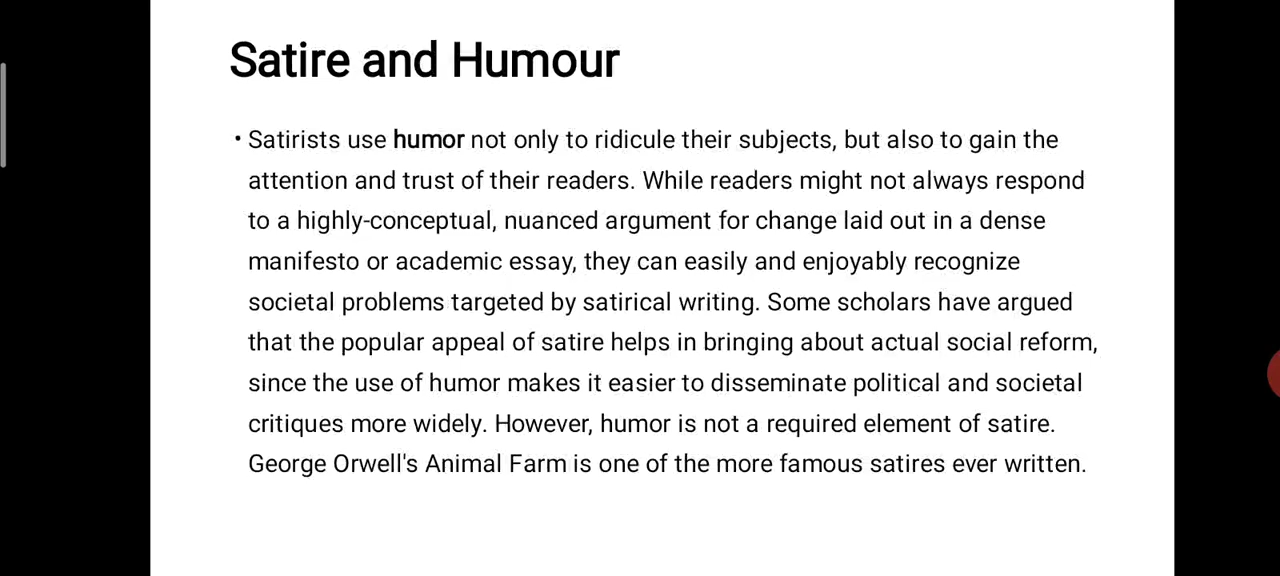 Satire and Humour
• Satirists use humor not only to ridicule their subjects, but also to gain the
attention and trust of their readers. While readers might not always respond
to a highly-conceptual, nuanced argument for change laid out in a dense
manifesto or academic essay, they can easily and enjoyably recognize
societal problems targeted by satirical writing. Some scholars have argued
that the popular appeal of satire helps in bringing about actual social reform,
since the use of humor makes it easier to disseminate political and societal
critiques more widely. However, humor is not a required element of satire.
George Orwell's Animal Farm is one of the more famous satires ever written.